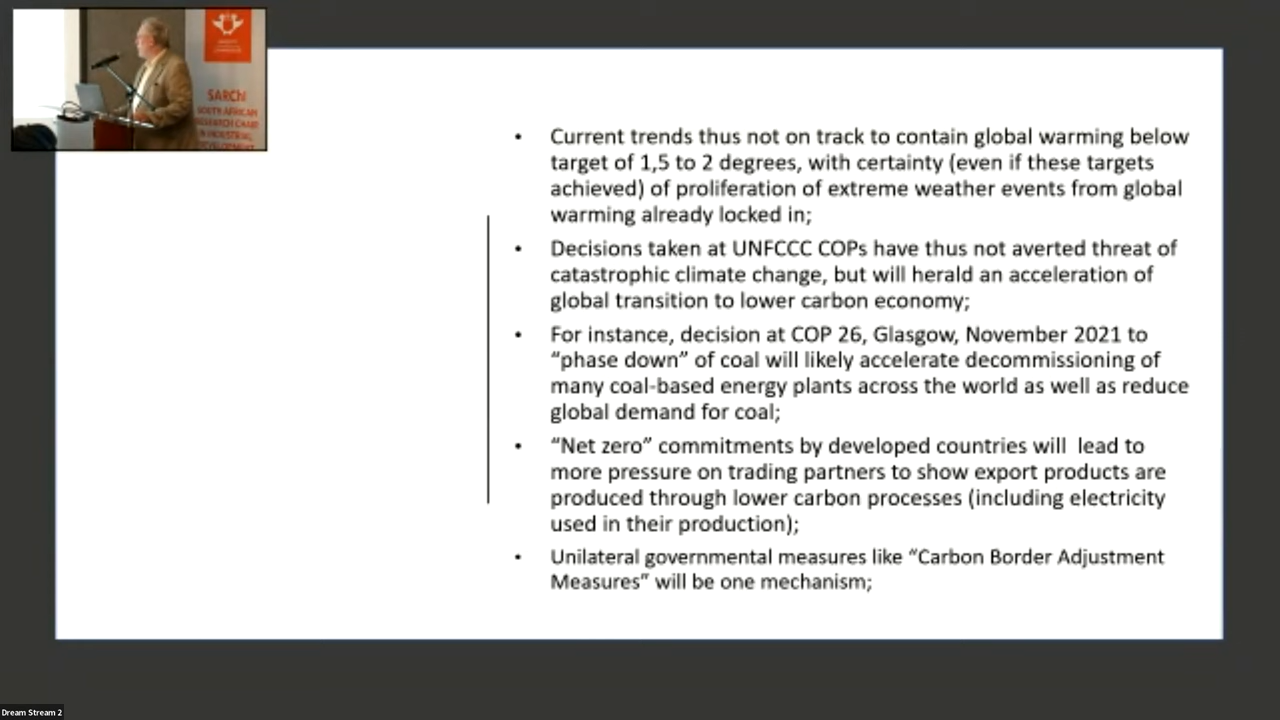 SARChI
SOUTH AFRICAN
RESEARCH CHAIR
IN INDUSTRIAL
DEVELOPMENT
• Current trends thus not on track to contain global warming below
target of 1,5 to 2 degrees, with certainty (even if these targets
achieved) of proliferation of extreme weather events from global
warming already locked in;
• Decisions taken at UNFCCC COPs have thus not averted threat of
catastrophic climate change, but will herald an acceleration of
global transition to lower carbon economy;
• For instance, decision at COP 26, Glasgow, November 2021 to
“phase down” of coal will likely accelerate decommissioning of
many coal-based energy plants across the world as well as reduce
global demand for coal;
• “Net zero” commitments by developed countries will  lead to
more pressure on trading partners to show export products are
produced through lower carbon processes (including electricity
used in their production);
• Unilateral governmental measures like “Carbon Border Adjustment
Measures” will be one mechanism;
Dream Stream 2